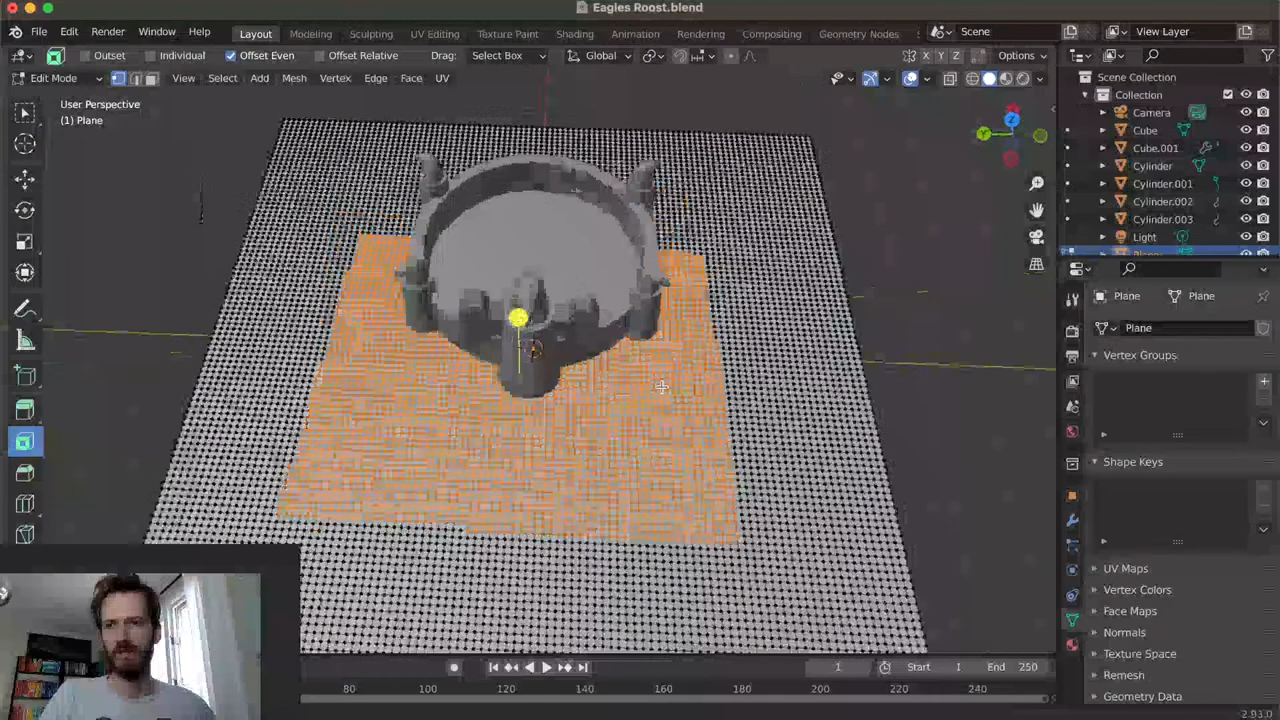 Eagles Roost.blend
File Edit Render Window Help Layout Modeling Sculpting UV Editing Texture Paint Shading Animation Rendering Compositing Geometry Nodes Scene View Layer
Outset Individual Offset Even Offset Relative Drag: Select Box Global X Y Z Options
Edit Mode View Select Add Mesh Vertex Edge Face UV
User Perspective
(1) Plane
Z
Y
Scene Collection
Collection
Camera
Cube
Cube.001
Cylinder
Cylinder.001
Cylinder.002
Cylinder.003
Light
Plane Plane
Plane
Vertex Groups
Shape Keys
UV Maps
Vertex Colors
Face Maps
Normals
Texture Space
Remesh
Geometry Data
1 Start 1 End 250
80 100 120 140 160 180 200 220 240
2.93.0